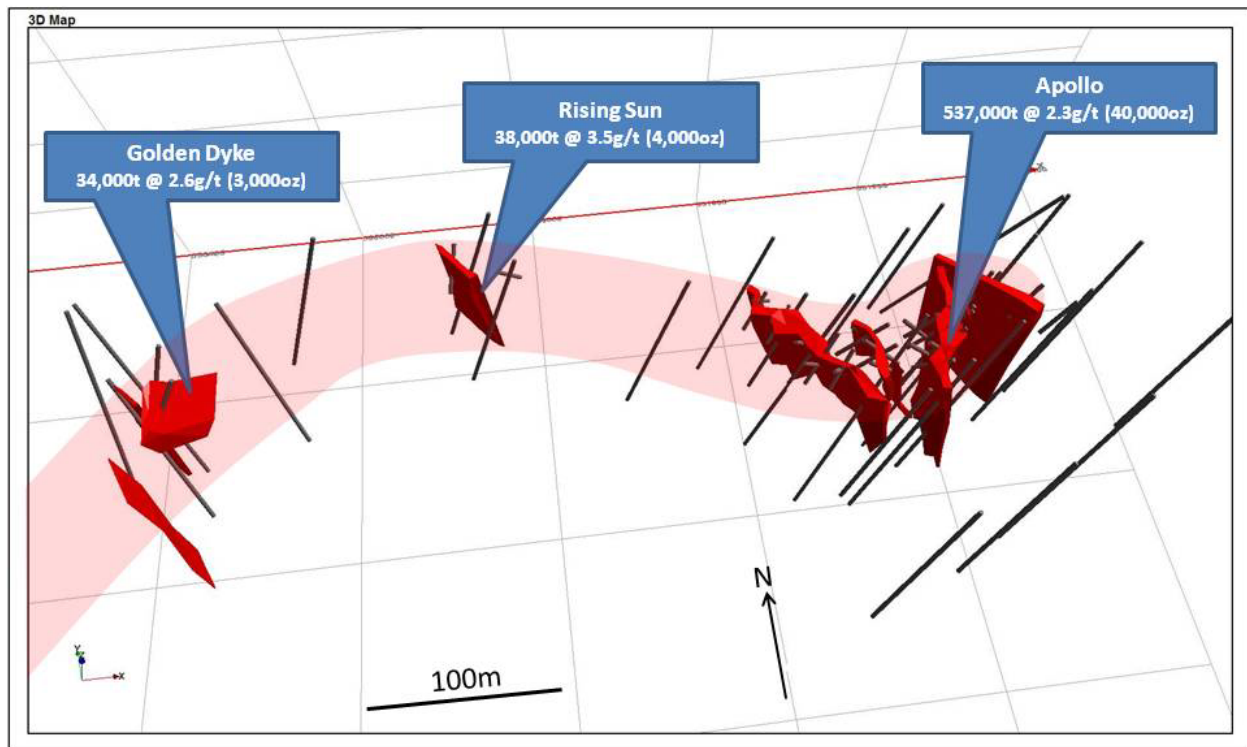 3D Map
Apollo
537,000t @ 2.3g/t (40,000oz)
Rising Sun
38,000t @ 3.5g/t (4,000oz)
Golden Dyke
34,000t @ 2.6g/t (3,000oz)
N
100m
Y
X